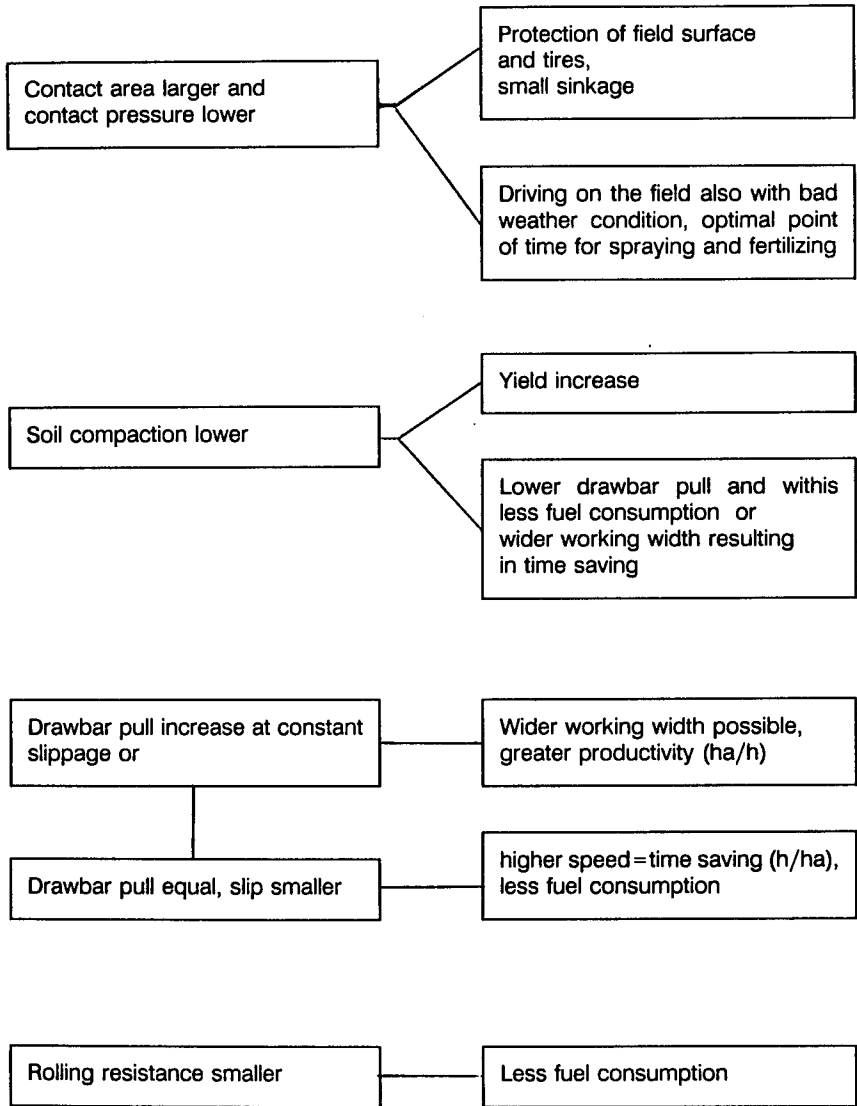 Contact area larger and
contact pressure lower
Protection of field surface
and tires,
small sinkage
Driving on the field also with bad
weather condition, optimal point
of time for spraying and fertilizing
Soil compaction lower
Yield increase
Lower drawbar pull and withis
less fuel consumption or
wider working width resulting
in time saving
Drawbar pull increase at constant
slippage or
Wider working width possible,
greater productivity (ha/h)
Drawbar pull equal, slip smaller
higher speed=time saving (h/ha),
less fuel consumption
Rolling resistance smaller
Less fuel consumption